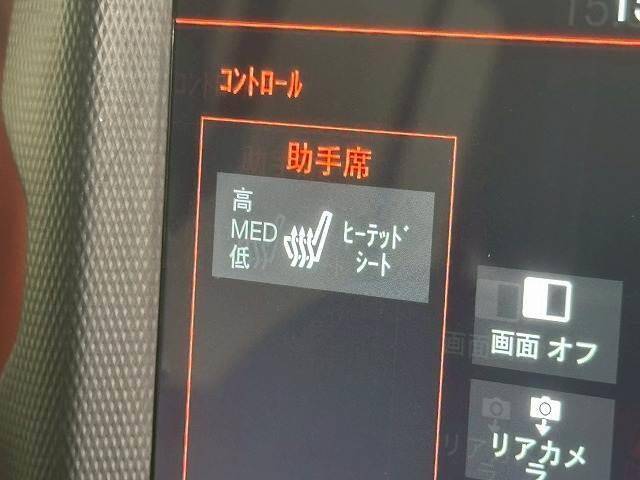 15
コントロール
助手席
高
MED
低
ヒーテッド
シート
画面 オフ
リアカメ
ラ